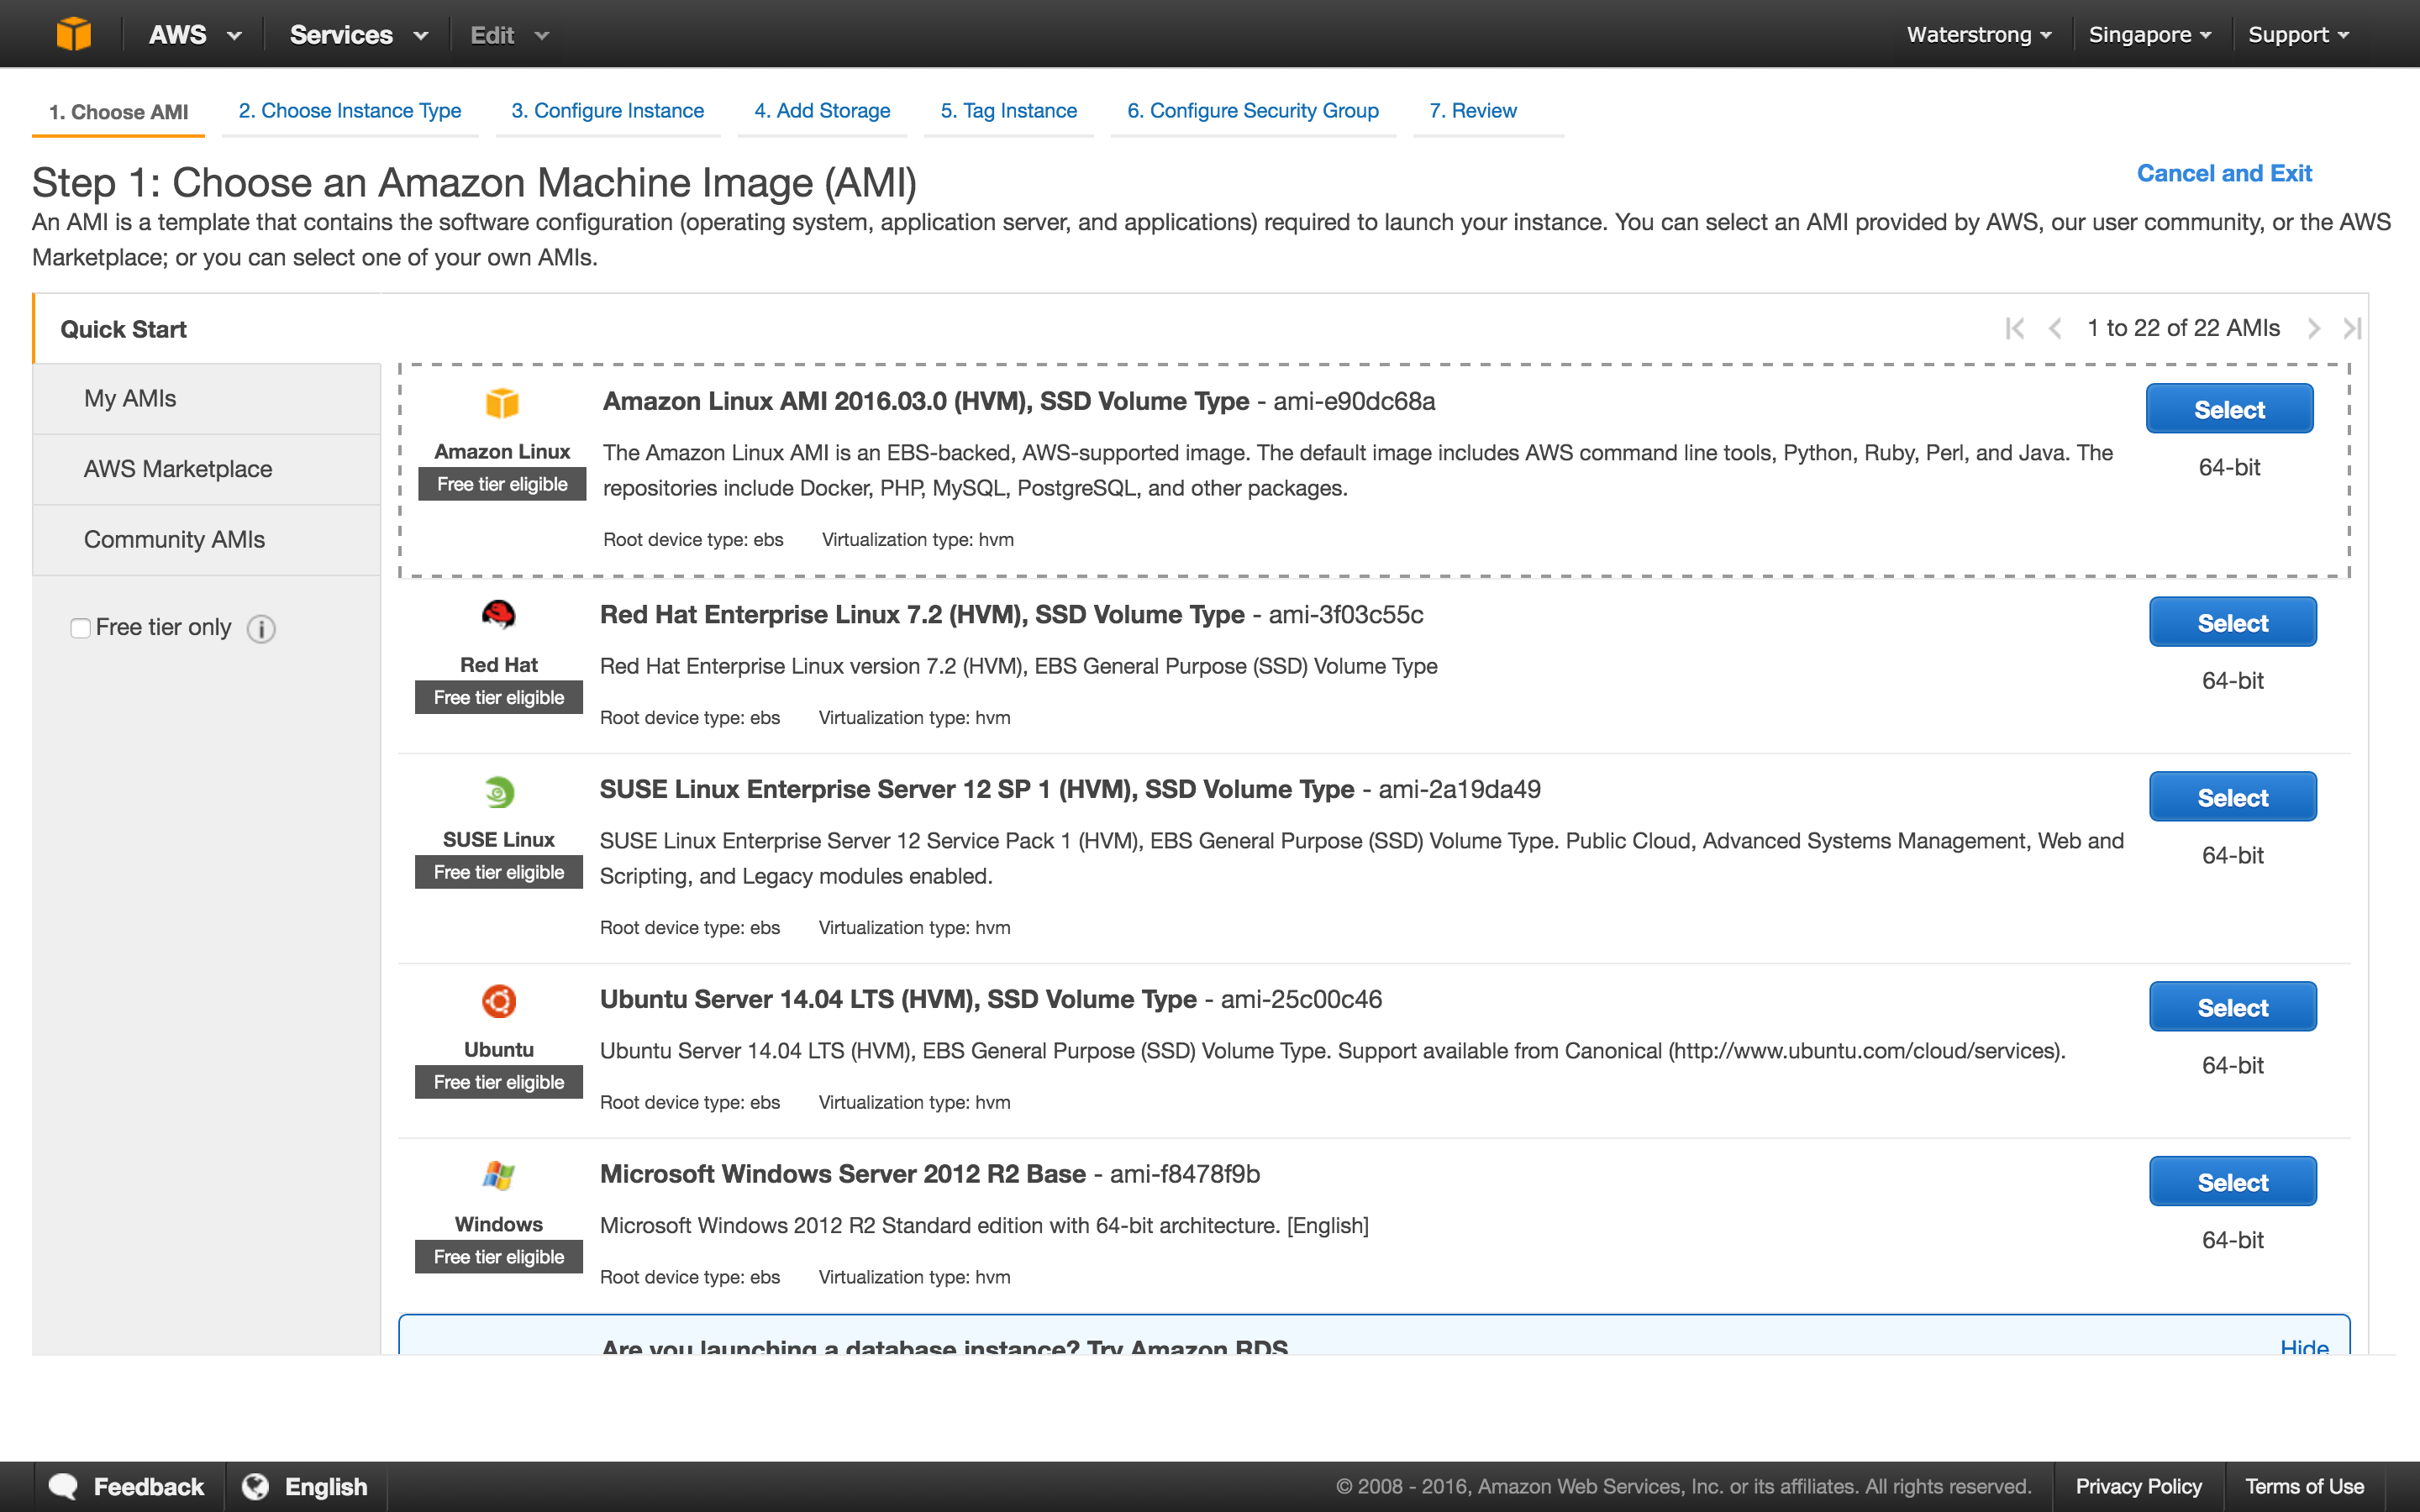 AWS Services Edit Waterstrong Singapore Support
1. Choose AMI 2. Choose Instance Type 3. Configure Instance 4. Add Storage 5. Tag Instance 6. Configure Security Group 7. Review
Step 1: Choose an Amazon Machine Image (AMI)
Cancel and Exit
An AMI is a template that contains the software configuration (operating system, application server, and applications) required to launch your instance. You can select an AMI provided by AWS, our user community, or the AWS
Marketplace; or you can select one of your own AMIs.
Quick Start
My AMIs
AWS Marketplace
Community AMIs
Free tier only
1 to 22 of 22 AMIs
Amazon Linux
Free tier eligible
Amazon Linux AMI 2016.03.0 (HVM), SSD Volume Type - ami-e90dc68a
The Amazon Linux AMI is an EBS-backed, AWS-supported image. The default image includes AWS command line tools, Python, Ruby, Perl, and Java. The
repositories include Docker, PHP, MySQL, PostgreSQL, and other packages.
Root device type: ebs Virtualization type: hvm
Select
64-bit
Red Hat
Free tier eligible
Red Hat Enterprise Linux 7.2 (HVM), SSD Volume Type - ami-3f03c55c
Red Hat Enterprise Linux version 7.2 (HVM), EBS General Purpose (SSD) Volume Type
Root device type: ebs Virtualization type: hvm
Select
64-bit
SUSE Linux
Free tier eligible
SUSE Linux Enterprise Server 12 SP 1 (HVM), SSD Volume Type - ami-2a19da49
SUSE Linux Enterprise Server 12 Service Pack 1 (HVM), EBS General Purpose (SSD) Volume Type. Public Cloud, Advanced Systems Management, Web and
Scripting, and Legacy modules enabled.
Root device type: ebs Virtualization type: hvm
Select
64-bit
Ubuntu
Free tier eligible
Ubuntu Server 14.04 LTS (HVM), SSD Volume Type - ami-25c00c46
Ubuntu Server 14.04 LTS (HVM), EBS General Purpose (SSD) Volume Type. Support available from Canonical (http://www.ubuntu.com/cloud/services).
Root device type: ebs Virtualization type: hvm
Select
64-bit
Windows
Free tier eligible
Microsoft Windows Server 2012 R2 Base - ami-f8478f9b
Microsoft Windows 2012 R2 Standard edition with 64-bit architecture. [English]
Root device type: ebs Virtualization type: hvm
Select
64-bit
Are you launching a database instance? Try Amazon RDS.
Hide
Feedback English © 2008 - 2016, Amazon Web Services, Inc. or its affiliates. All rights reserved. Privacy Policy Terms of Use